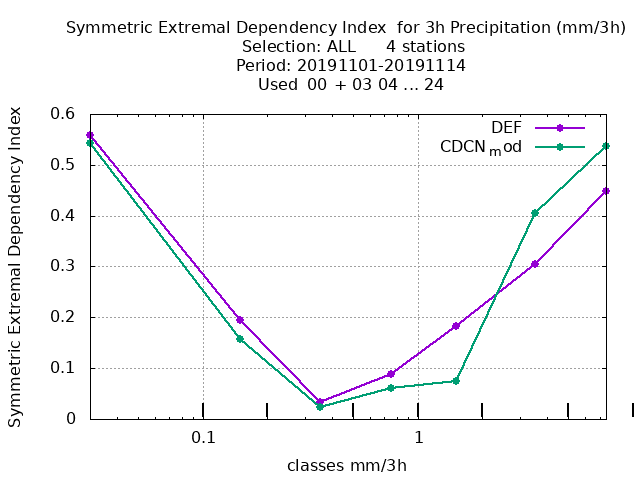 Symmetric Extremal Dependency Index  for 3h Precipitation (mm/3h)
Selection: ALL      4 stations
Period: 20191101-20191114
Used  00  + 03 04 ... 24
Symmetric Extremal Dependency Index
0.6
0.5
0.4
0.3
0.2
0.1
0
DEF
CDCNmod
0.1
1
classes mm/3h